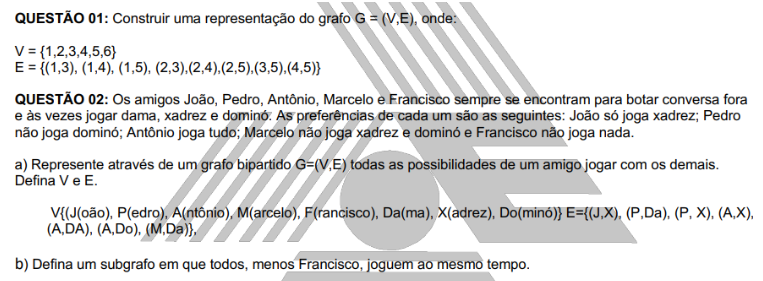 QUESTÃO 01: Construir uma representação do grafo G = (V,E), onde:
V = {1,2,3,4,5,6}
E = {(1,3), (1,4), (1,5), (2,3),(2,4),(2,5),(3,5),(4,5)}
QUESTÃO 02: Os amigos João, Pedro, Antônio, Marcelo e Francisco sempre se encontram para botar conversa fora
e às vezes jogar dama, xadrez e dominó. As preferências de cada um são as seguintes: João só joga xadrez; Pedro
não joga dominó; Antônio joga tudo; Marcelo não joga xadrez e dominó e Francisco não joga nada.
a) Represente através de um grafo bipartido G=(V,E) todas as possibilidades de um amigo jogar com os demais.
Defina V e E.
V{(J(oão), P(edro), A(ntônio), M(arcelo), F(rancisco), Da(ma), X(adrez), Do(minó)} E={(J,X), (P,Da), (P, X), (A,X),
(A,DA), (A,Do), (M,Da)},
b) Defina um subgrafo em que todos, menos Francisco, joguem ao mesmo tempo.